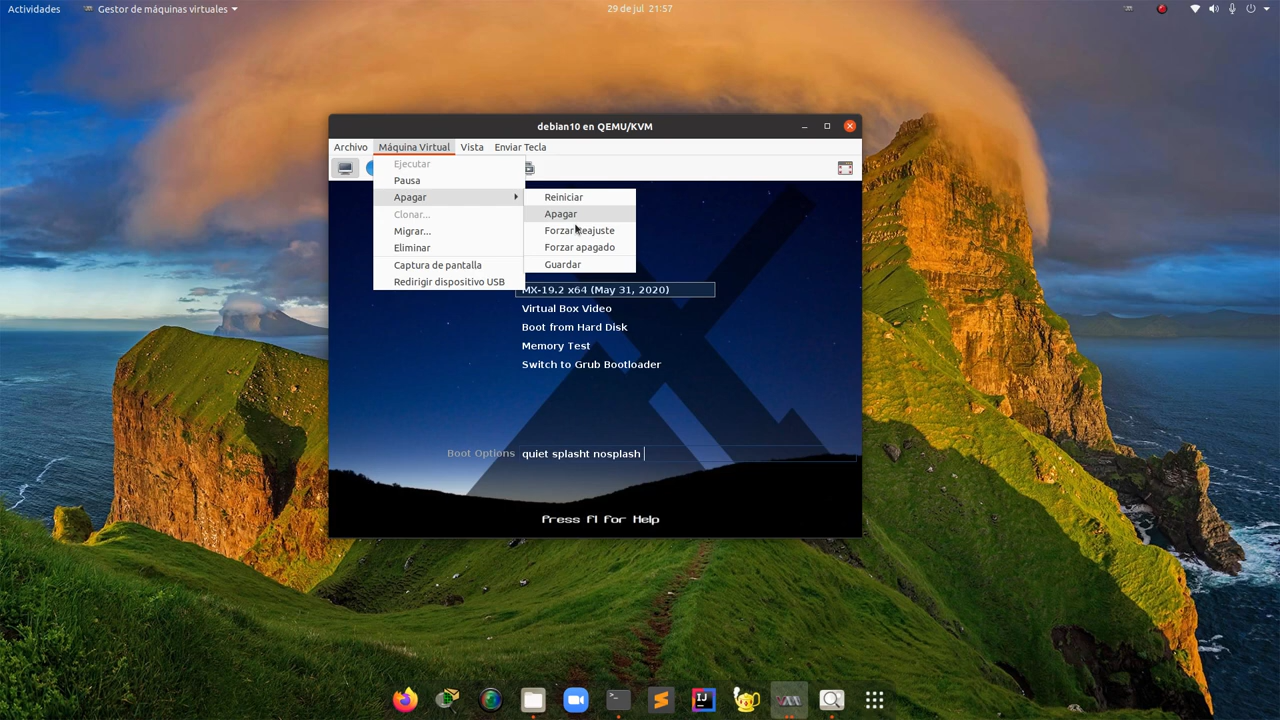 Actividades
Gestor de máquinas virtuales
29 de jul 21:57
debian10 en QEMU/KVM
Archivo
Máquina Virtual
Vista
Enviar Tecla
Ejecutar
Pausa
Apagar
Clonar...
Migrar...
Eliminar
Captura de pantalla
Redirigir dispositivo USB
Reiniciar
Apagar
Forzar reajuste
Forzar apagado
Guardar
MX-19.2 x64 (May 31, 2020)
Virtual Box Video
Boot from Hard Disk
Memory Test
Switch to Grub Bootloader
Boot Options quiet splasht nosplash
Press F1 for Help
IJ